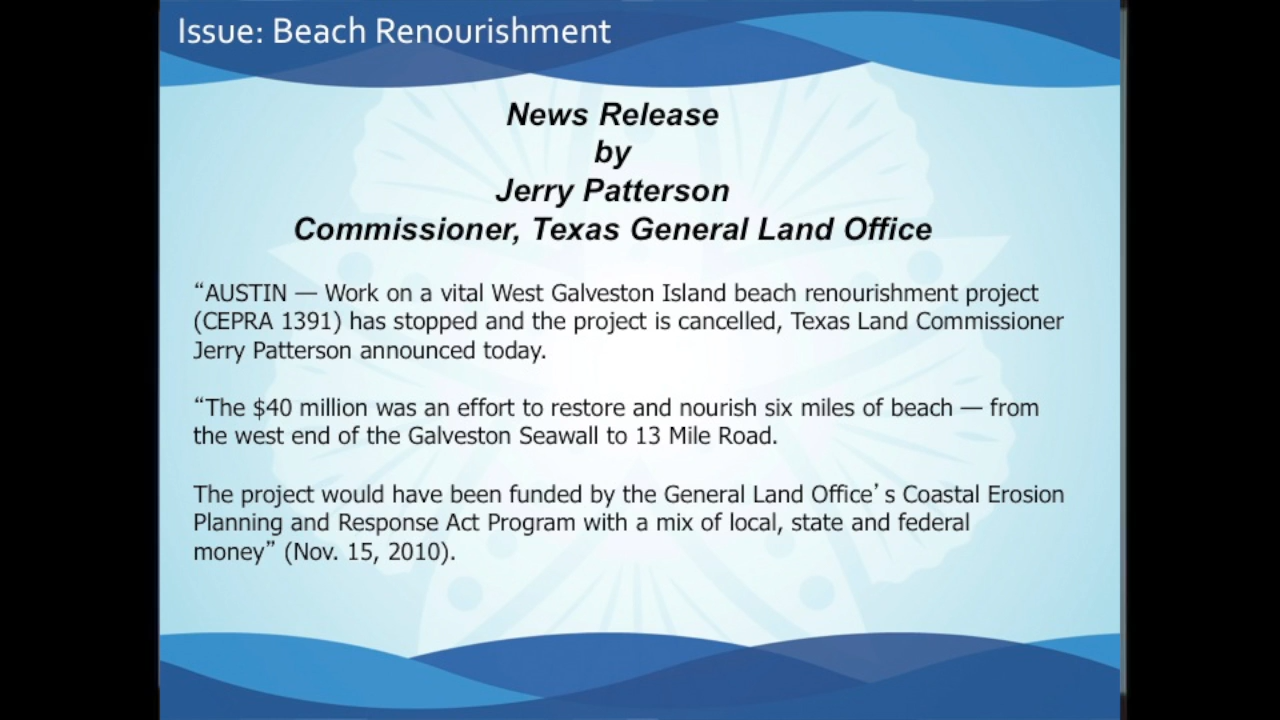 Issue: Beach Renourishment
News Release
by
Jerry Patterson
Commissioner, Texas General Land Office
“AUSTIN — Work on a vital West Galveston Island beach renourishment project
(CEPRA 1391) has stopped and the project is cancelled, Texas Land Commissioner
Jerry Patterson announced today.
“The $40 million was an effort to restore and nourish six miles of beach — from
the west end of the Galveston Seawall to 13 Mile Road.
The project would have been funded by the General Land Office’s Coastal Erosion
Planning and Response Act Program with a mix of local, state and federal
money” (Nov. 15, 2010).